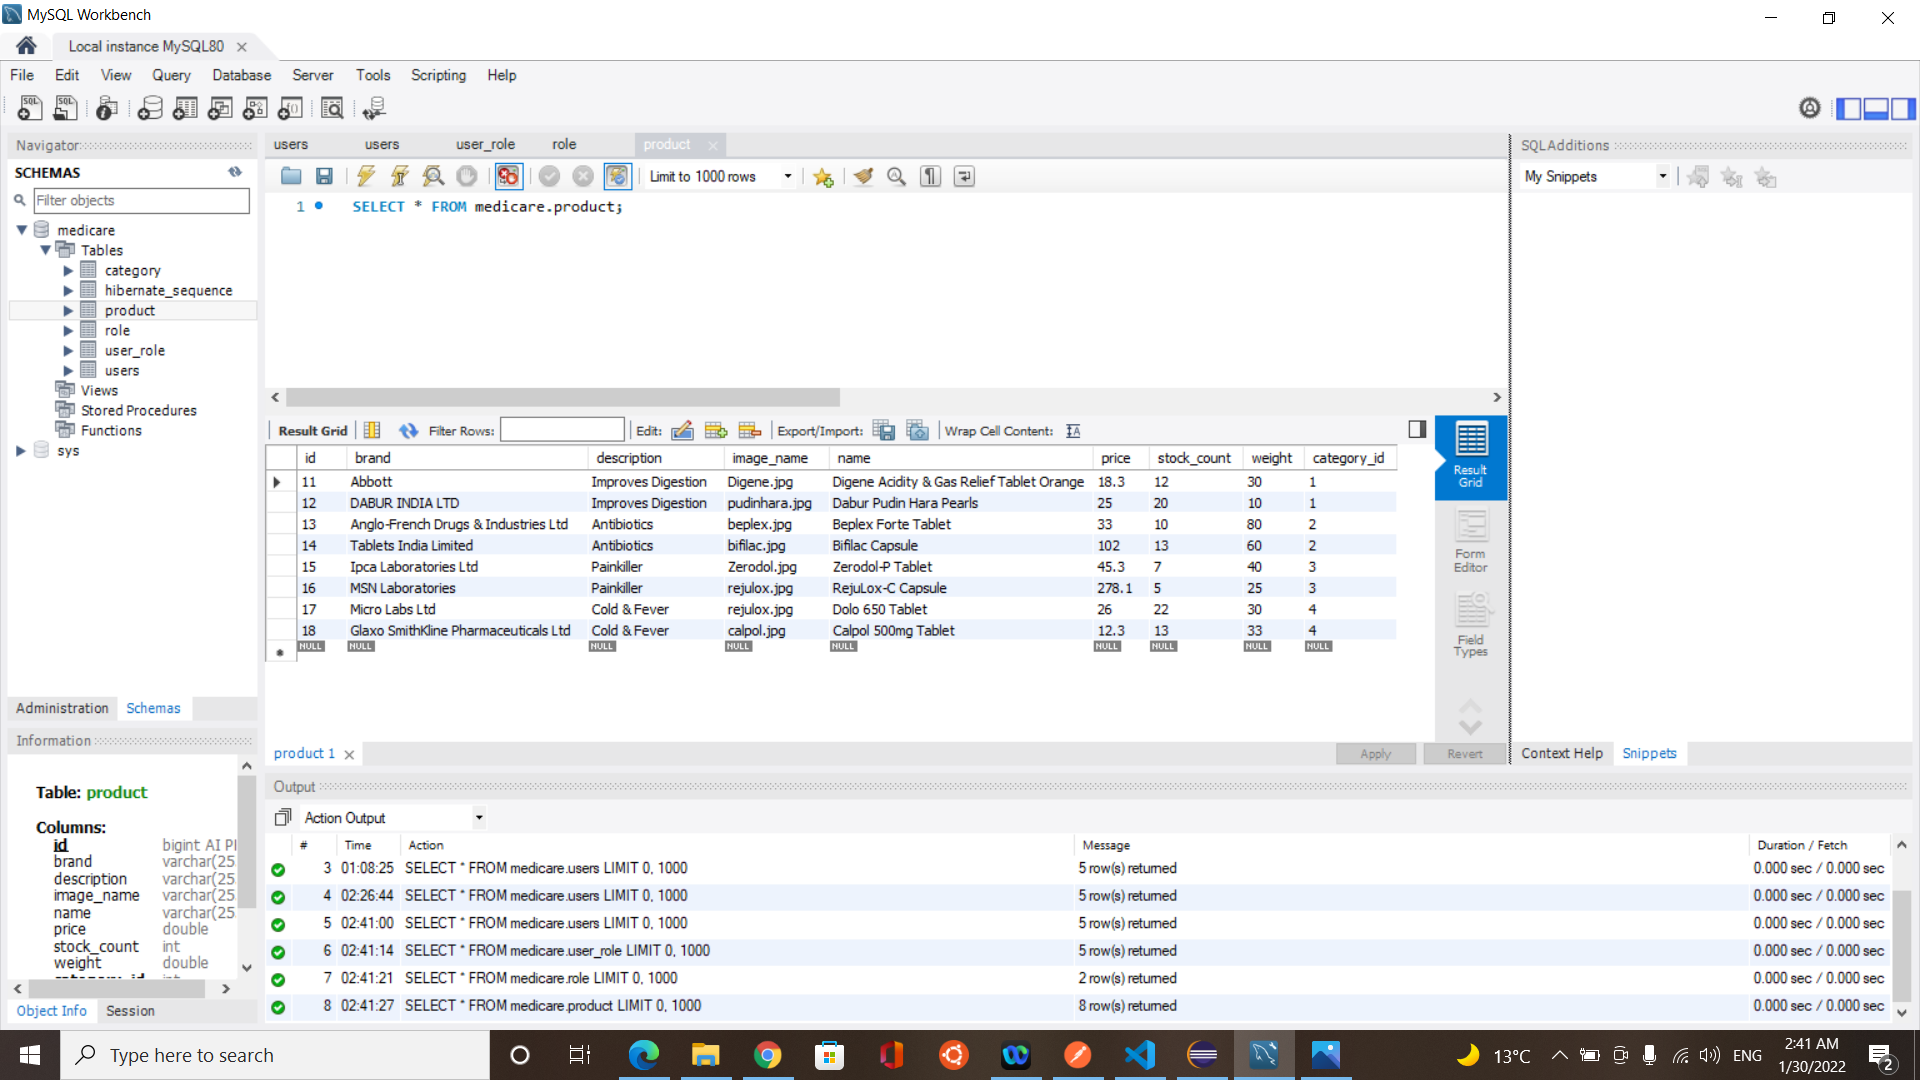 MySQL Workbench
Local instance MySQL80
File Edit View Query Database Server Tools Scripting Help
Navigator
SCHEMAS
Filter objects
medicare
Tables
category
hibernate_sequence
product
role
user_role
users
Views
Stored Procedures
Functions
sys
Administration Schemas
Information
Table: product
Columns:
id bigint AI PI
brand varchar(25
description varchar(25
image_name varchar(25
name varchar(25
price double
stock_count int
weight double
Object Info Session
users users user_role role product
Limit to 1000 rows
1 SELECT * FROM medicare.product;
Result Grid Filter Rows: Edit: Export/Import: Wrap Cell Content:
id brand description image_name name price stock_count weight category_id
11 Abbott Improves Digestion Digene.jpg Digene Acidity & Gas Relief Tablet Orange 18.3 12 30 1
12 DABUR INDIA LTD Improves Digestion pudinhara.jpg Dabur Pudin Hara Pearls 25 20 10 1
13 Anglo-French Drugs & Industries Ltd Antibiotics beplex.jpg Beplex Forte Tablet 33 10 80 2
14 Tablets India Limited Antibiotics bifilac.jpg Bifilac Capsule 102 13 60 2
15 Ipca Laboratories Ltd Painkiller Zerodol.jpg Zerodol-P Tablet 45.3 7 40 3
16 MSN Laboratories Painkiller rejulox.jpg RejuLox-C Capsule 278.1 5 25 3
17 Micro Labs Ltd Cold & Fever rejulox.jpg Dolo 650 Tablet 26 22 30 4
18 Glaxo SmithKline Pharmaceuticals Ltd Cold & Fever calpol.jpg Calpol 500mg Tablet 12.3 13 33 4
NULL NULL NULL NULL NULL NULL NULL NULL NULL
Result Grid
Form Editor
Field Types
product 1
Apply Revert
SQLAdditions
My Snippets
Context Help Snippets
Output
Action Output
# Time Action Message Duration / Fetch
3 01:08:25 SELECT * FROM medicare.users LIMIT 0, 1000 5 row(s) returned 0.000 sec / 0.000 sec
4 02:26:44 SELECT * FROM medicare.users LIMIT 0, 1000 5 row(s) returned 0.000 sec / 0.000 sec
5 02:41:00 SELECT * FROM medicare.users LIMIT 0, 1000 5 row(s) returned 0.000 sec / 0.000 sec
6 02:41:14 SELECT * FROM medicare.user_role LIMIT 0, 1000 5 row(s) returned 0.000 sec / 0.000 sec
7 02:41:21 SELECT * FROM medicare.role LIMIT 0, 1000 2 row(s) returned 0.000 sec / 0.000 sec
8 02:41:27 SELECT * FROM medicare.product LIMIT 0, 1000 8 row(s) returned 0.000 sec / 0.000 sec
Type here to search
13°C
ENG
2:41 AM
1/30/2022
2